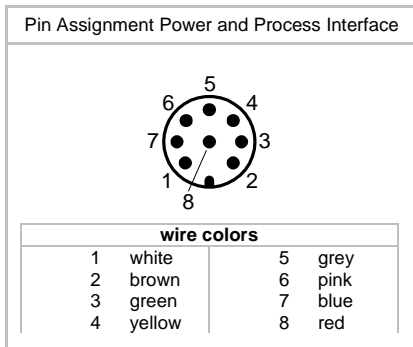 Pin Assignment Power and Process Interface
5
6 4
7 3
1 2
8
wire colors
1 white 5 grey
2 brown 6 pink
3 green 7 blue
4 yellow 8 red